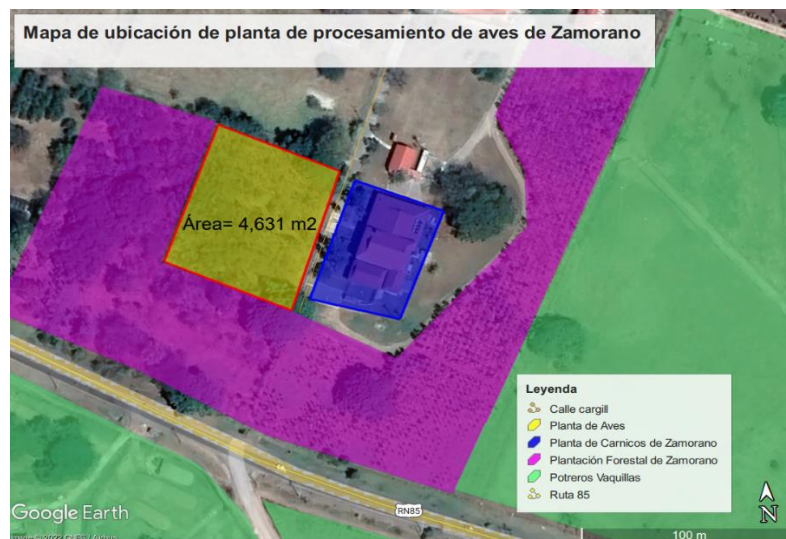 Mapa de ubicación de planta de procesamiento de aves de Zamorano
Área= 4,631 m2
Leyenda
Calle cargill
Planta de Aves
Planta de Carnicos de Zamorano
Plantación Forestal de Zamorano
Potreros Vaquillas
Ruta 85
RN85
Google Earth
N
100 m